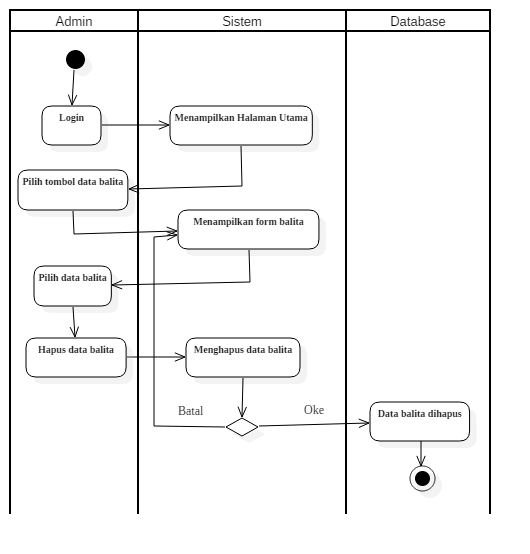 Admin
Sistem
Database
Login
Menampilkan Halaman Utama
Pilih tombol data balita
Menampilkan form balita
Pilih data balita
Hapus data balita
Menghapus data balita
Batal
Oke
Data balita dihapus